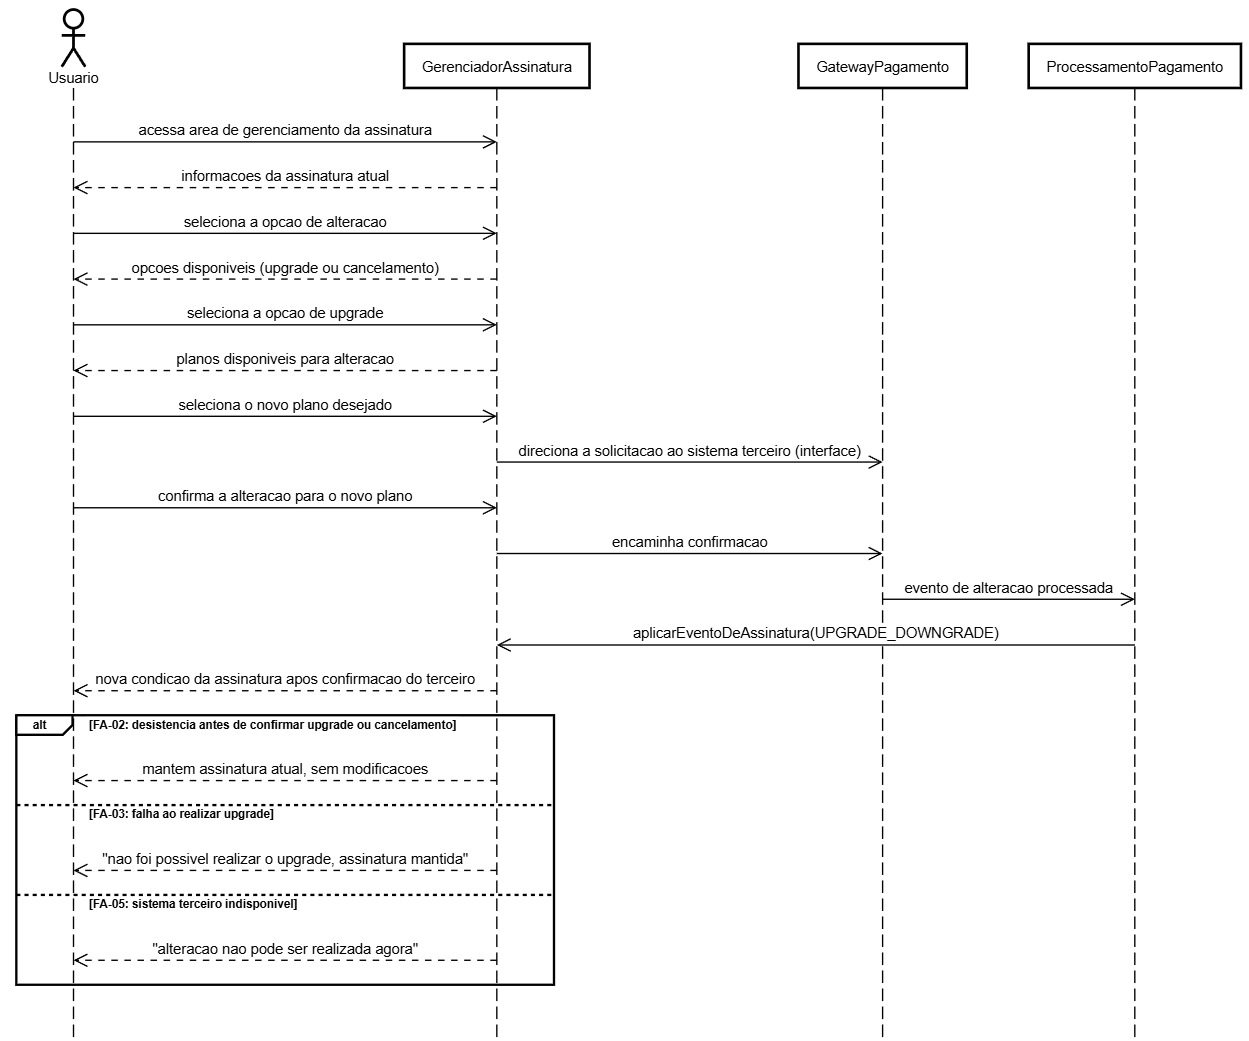 Usuario
GerenciadorAssinatura
GatewayPagamento
ProcessamentoPagamento
acessa area de gerenciamento da assinatura
informacoes da assinatura atual
seleciona a opcao de alteracao
opcoes disponiveis (upgrade ou cancelamento)
seleciona a opcao de upgrade
planos disponiveis para alteracao
seleciona o novo plano desejado
direciona a solicitacao ao sistema terceiro (interface)
confirma a alteracao para o novo plano
encaminha confirmacao
evento de alteracao processada
aplicarEventoDeAssinatura(UPGRADE_DOWNGRADE)
nova condicao da assinatura apos confirmacao do terceiro
alt
[FA-02: desistencia antes de confirmar upgrade ou cancelamento]
mantem assinatura atual, sem modificacoes
[FA-03: falha ao realizar upgrade]
"nao foi possivel realizar o upgrade, assinatura mantida"
[FA-05: sistema terceiro indisponivel]
"alteracao nao pode ser realizada agora"